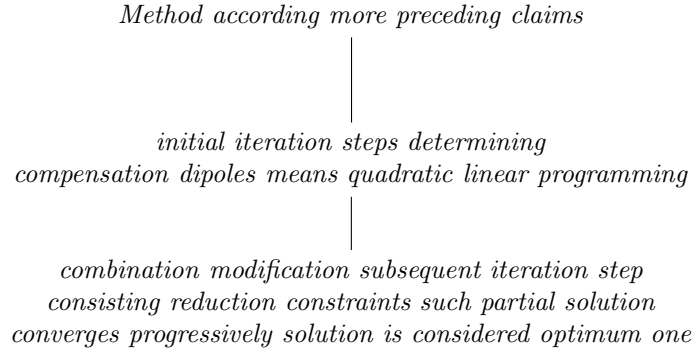 Method according more preceding claims
initial iteration steps determining
compensation dipoles means quadratic linear programming
combination modification subsequent iteration step
consisting reduction constraints such partial solution
converges progressively solution is considered optimum one